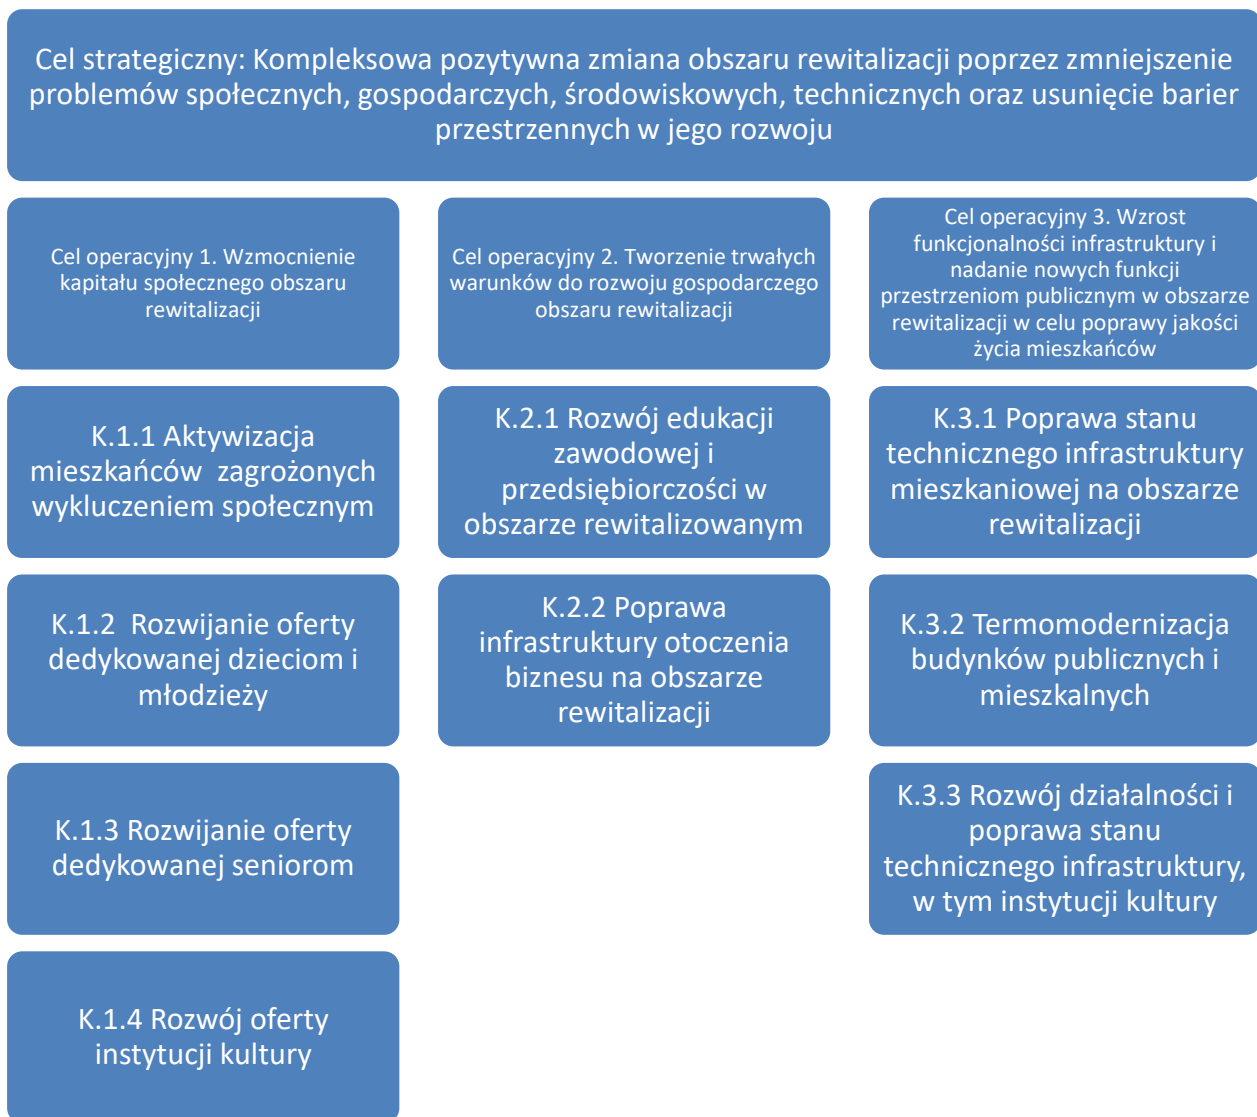 Cel strategiczny: Kompleksowa pozytywna zmiana obszaru rewitalizacji poprzez zmniejszenie
problemów społecznych, gospodarczych, środowiskowych, technicznych oraz usunięcie barier
przestrzennych w jego rozwoju
Cel operacyjny 1. Wzmocnienie
kapitału społecznego obszaru
rewitalizacji
Cel operacyjny 2. Tworzenie trwałych
warunków do rozwoju gospodarczego
obszaru rewitalizacji
Cel operacyjny 3. Wzrost
funkcjonalności infrastruktury i
nadanie nowych funkcji
przestrzeniom publicznym w obszarze
rewitalizacji w celu poprawy jakości
życia mieszkańców
K.1.1 Aktywizacja
mieszkańców  zagrożonych
wykluczeniem społecznym
K.2.1 Rozwój edukacji
zawodowej i
przedsiębiorczości w
obszarze rewitalizowanym
K.3.1 Poprawa stanu
technicznego infrastruktury
mieszkaniowej na obszarze
rewitalizacji
K.1.2  Rozwijanie oferty
dedykowanej dzieciom i
młodzieży
K.2.2 Poprawa
infrastruktury otoczenia
biznesu na obszarze
rewitalizacji
K.3.2 Termomodernizacja
budynków publicznych i
mieszkalnych
K.1.3 Rozwijanie oferty
dedykowanej seniorom
K.3.3 Rozwój działalności i
poprawa stanu
technicznego infrastruktury,
w tym instytucji kultury
K.1.4 Rozwój oferty
instytucji kultury